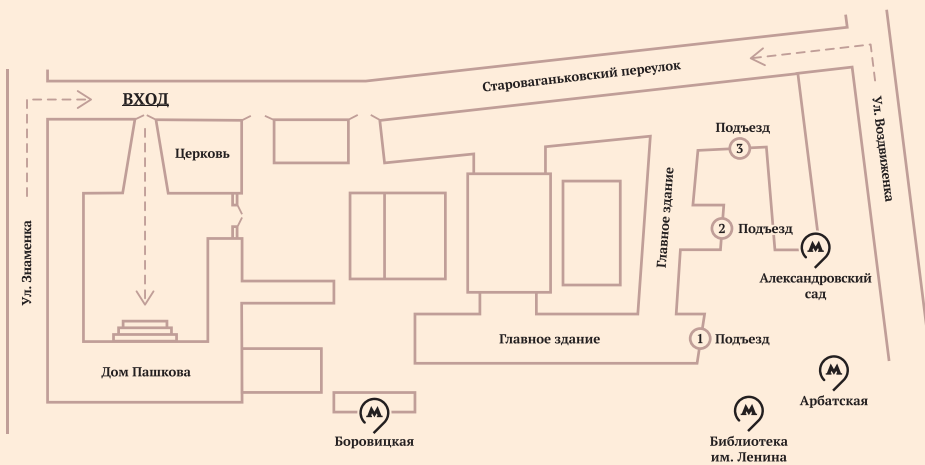 Староваганьковский переулок
ВХОД
Ул. Воздвиженка
Церковь
Подъезд
3
Главное здание
2 Подъезд
Ул. Знаменка
М
Александровский
сад
Главное здание
1 Подъезд
Дом Пашкова
М
Арбатская
М
Боровицкая
М
Библиотека
им. Ленина